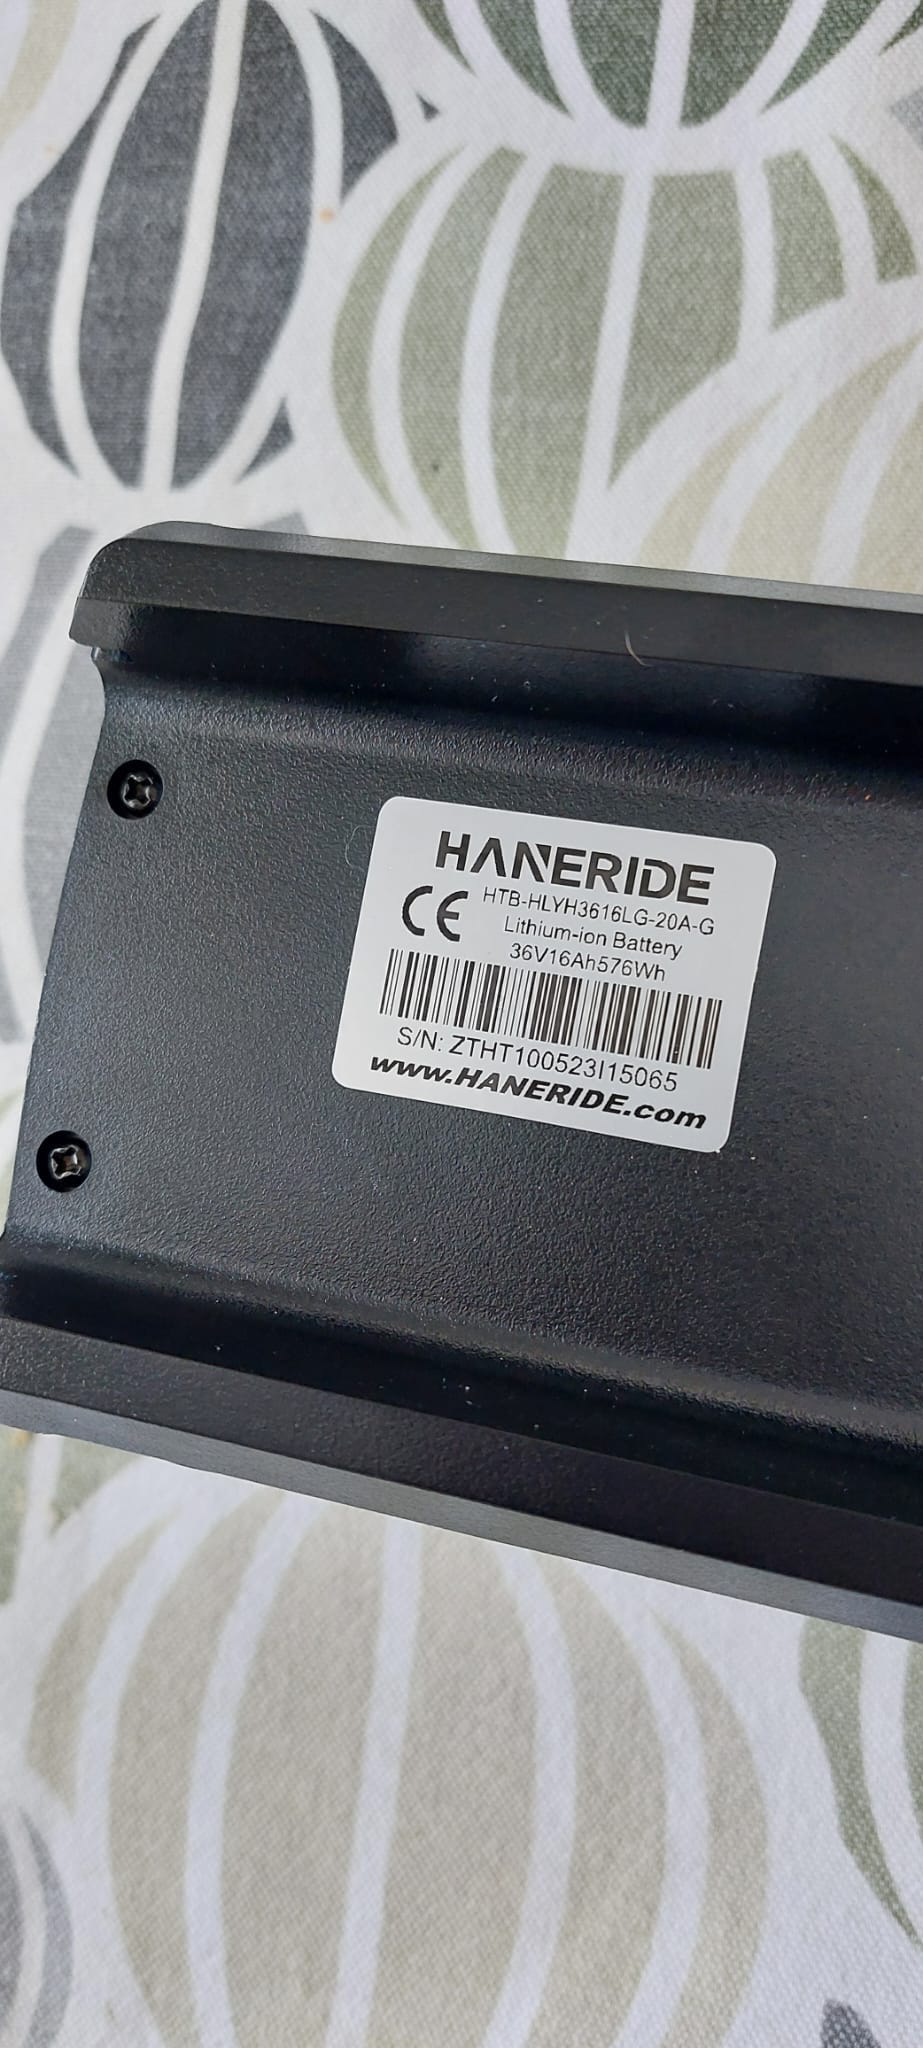 HANERIDE
CE
HTB-HLYH3616LG-20A-G
Lithium-ion Battery
36V16Ah576Wh
S/N: ZTHT100523I15065
www.HANERIDE.com